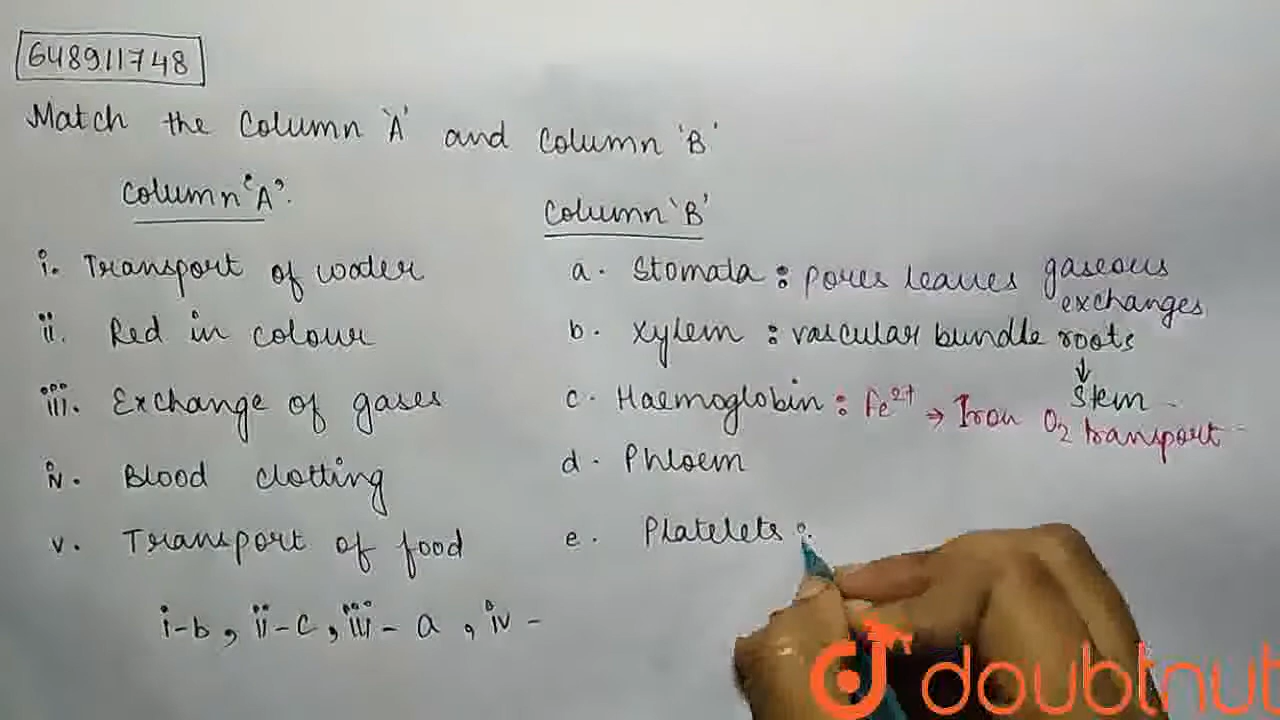 648911748
Match the Column 'A' and Column 'B'
Column 'A'.
Column 'B'
i. Transport of water
a. Stomata : pores leaves gaseous exchanges
ii. Red in colour
b. Xylem : vascular bundle roots
↓
Stem
iii. Exchange of gases
c. Haemoglobin : Fe2+ → Iron O2 transport
iv. Blood clotting
d. Phloem
v. Transport of food
e. Platelets :
i-b, ii-c, iii-a, iv-
doubtnut